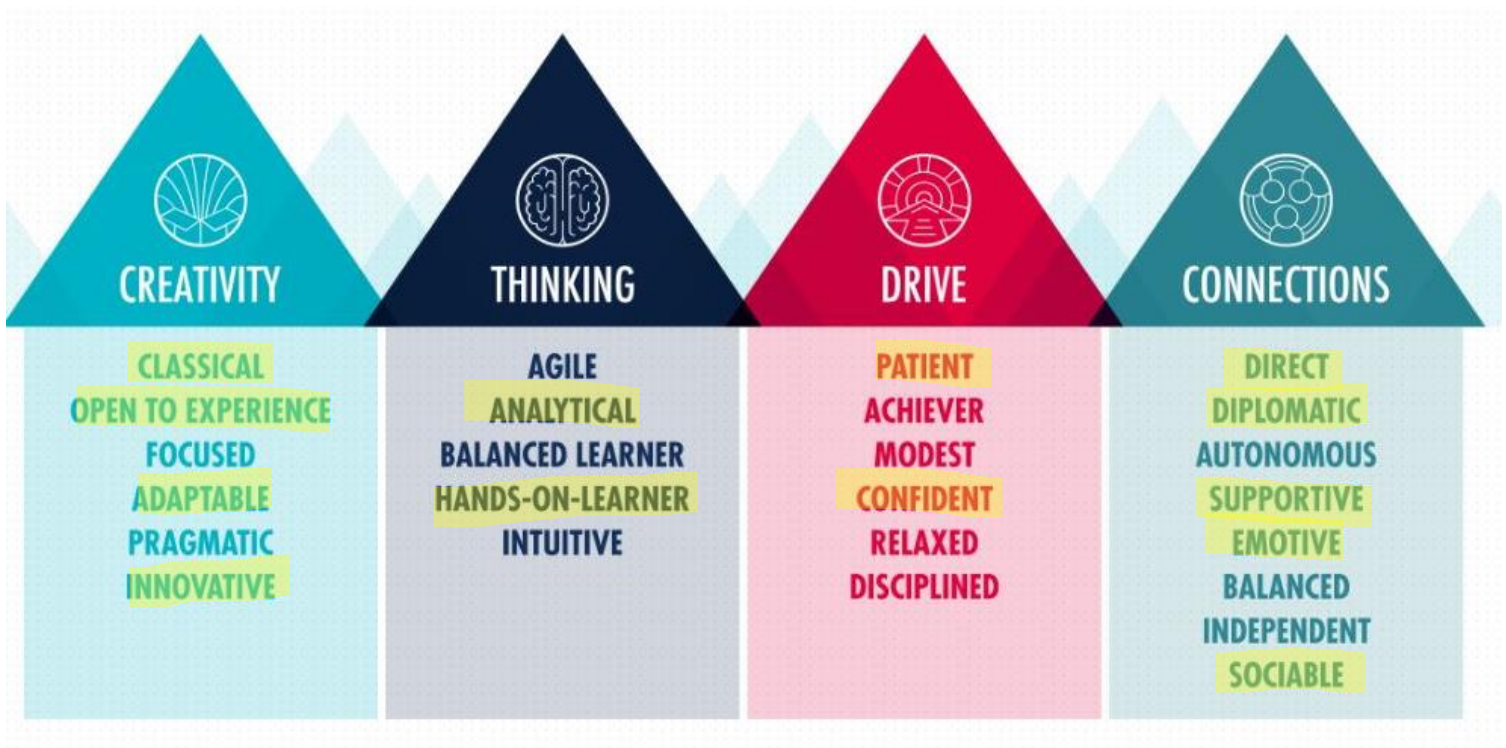 CREATIVITY
CLASSICAL
OPEN TO EXPERIENCE
FOCUSED
ADAPTABLE
PRAGMATIC
INNOVATIVE
THINKING
AGILE
ANALYTICAL
BALANCED LEARNER
HANDS-ON-LEARNER
INTUITIVE
DRIVE
PATIENT
ACHIEVER
MODEST
CONFIDENT
RELAXED
DISCIPLINED
CONNECTIONS
DIRECT
DIPLOMATIC
AUTONOMOUS
SUPPORTIVE
EMOTIVE
BALANCED
INDEPENDENT
SOCIABLE